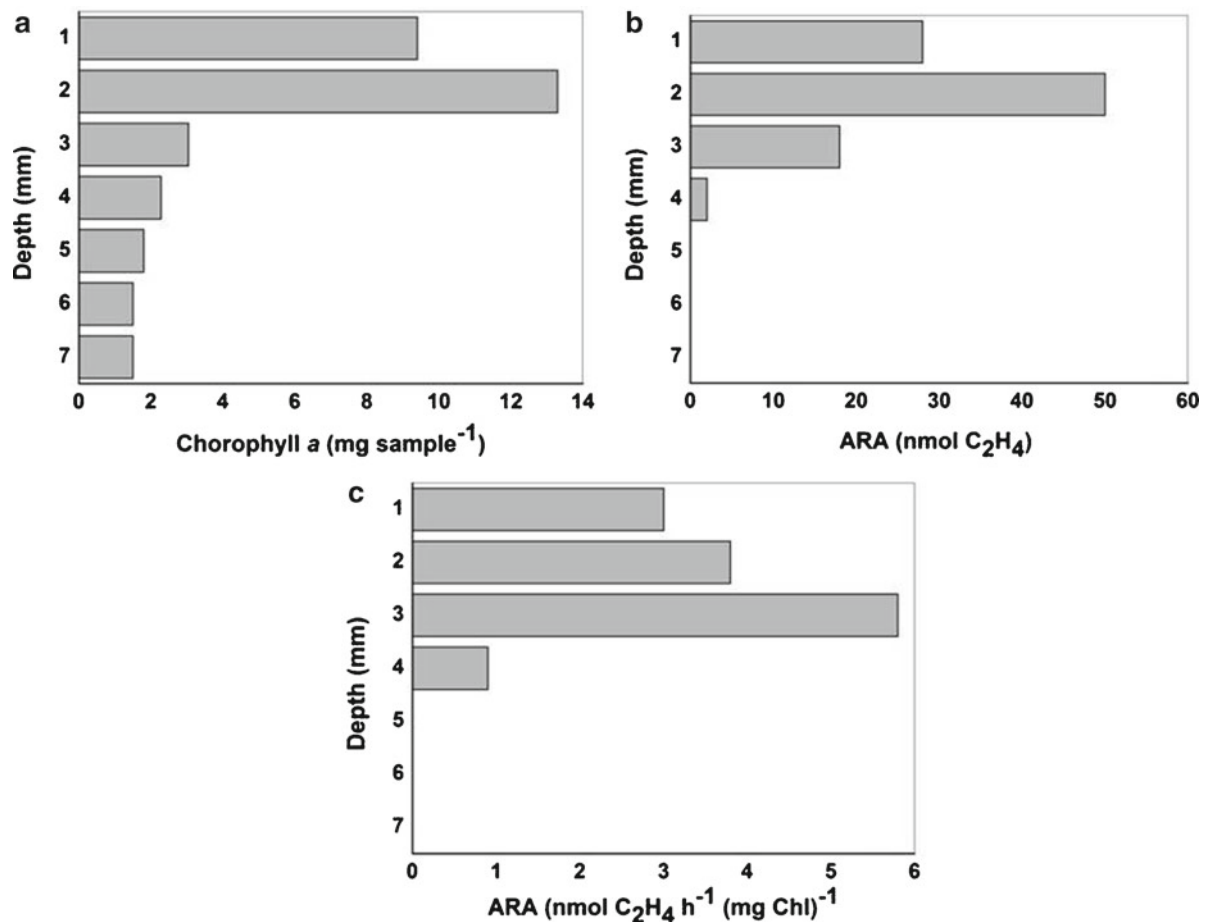 a
1
2
3
4
5
6
7
Depth (mm)
0 2 4 6 8 10 12 14
Chorophyll a (mg sample⁻¹)
b
1
2
3
4
5
6
7
Depth (mm)
0 10 20 30 40 50 60
ARA (nmol C₂H₄)
c
1
2
3
4
5
6
7
Depth (mm)
0 1 2 3 4 5 6
ARA (nmol C₂H₄ h⁻¹ (mg Chl)⁻¹